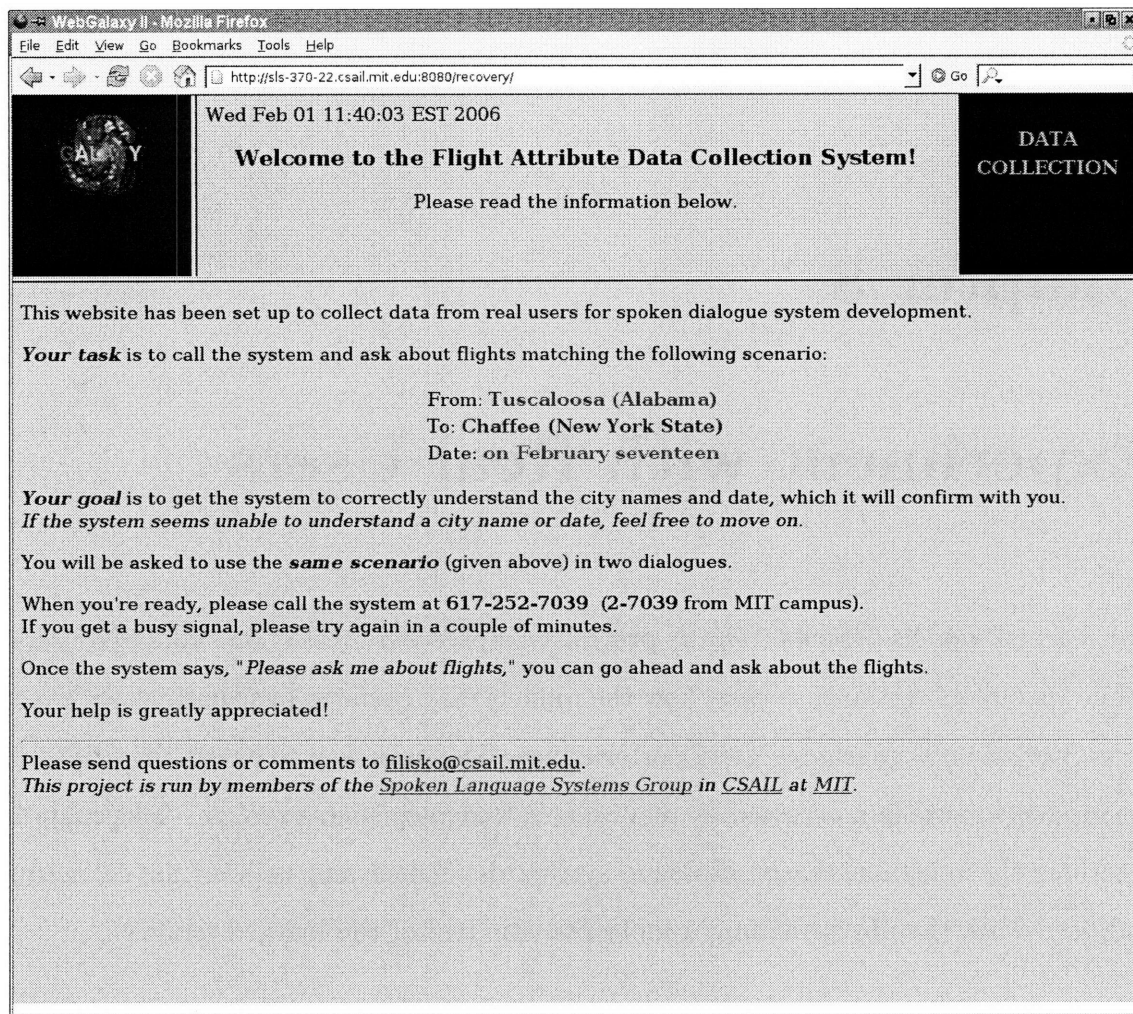 WebGalaxy II - Mozilla Firefox
File Edit View Go Bookmarks Tools Help
http://sls-370-22.csail.mit.edu:8080/recovery/
Go
GALAXY
Wed Feb 01 11:40:03 EST 2006
Welcome to the Flight Attribute Data Collection System!
Please read the information below.
DATA
COLLECTION
This website has been set up to collect data from real users for spoken dialogue system development.
Your task is to call the system and ask about flights matching the following scenario:
From: Tuscaloosa (Alabama)
To: Chaffee (New York State)
Date: on February seventeen
Your goal is to get the system to correctly understand the city names and date, which it will confirm with you.
If the system seems unable to understand a city name or date, feel free to move on.
You will be asked to use the same scenario (given above) in two dialogues.
When you're ready, please call the system at 617-252-7039 (2-7039 from MIT campus).
If you get a busy signal, please try again in a couple of minutes.
Once the system says, "Please ask me about flights," you can go ahead and ask about the flights.
Your help is greatly appreciated!
Please send questions or comments to filisko@csail.mit.edu.
This project is run by members of the Spoken Language Systems Group in CSAIL at MIT.